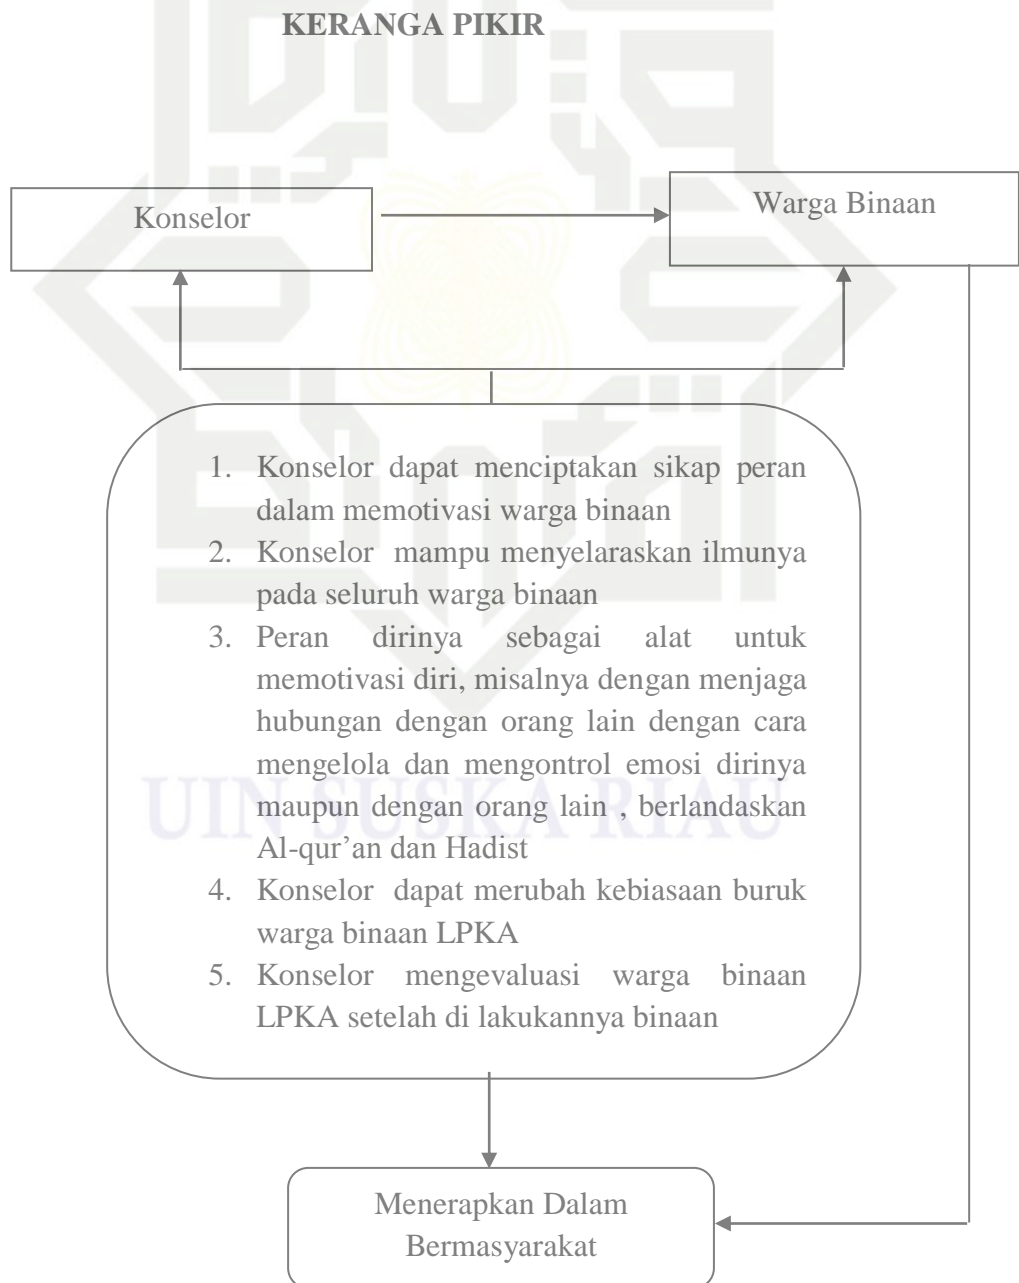 KERANGA PIKIR
Konselor
Warga Binaan
1. Konselor dapat menciptakan sikap peran
dalam memotivasi warga binaan
2. Konselor mampu menyelaraskan ilmunya
pada seluruh warga binaan
3. Peran dirinya sebagai alat untuk
memotivasi diri, misalnya dengan menjaga
hubungan dengan orang lain dengan cara
mengelola dan mengontrol emosi dirinya
maupun dengan orang lain , berlandaskan
Al-qur’an dan Hadist
4. Konselor dapat merubah kebiasaan buruk
warga binaan LPKA
5. Konselor mengevaluasi warga binaan
LPKA setelah di lakukannya binaan
UIN SUSKA RIAU
Menerapkan Dalam
Bermasyarakat